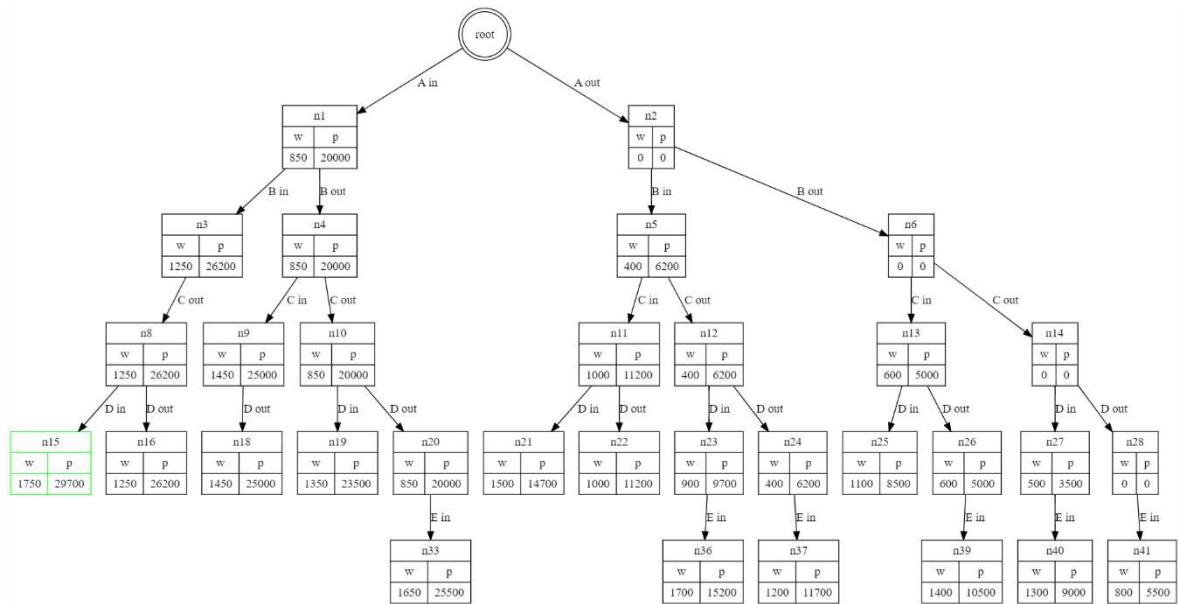 root
A in A out
n1 n2
w p w p
850 20000 0 0
B in B out B in B out
n3 n4 n5 n6
w p w p w p w p
1250 26200 850 20000 400 6200 0 0
C out C in C out C in C out C in C out
n8 n9 n10 n11 n12 n13 n14
w p w p w p w p w p w p w p
1250 26200 1450 25000 850 20000 1000 11200 400 6200 600 5000 0 0
D in D out D out D in D out D in D out D in D out D in D out D in D out
n15 n16 n18 n19 n20 n21 n22 n23 n24 n25 n26 n27 n28
w p w p w p w p w p w p w p w p w p w p w p w p w p
1750 29700 1250 26200 1450 25000 1350 23500 850 20000 1500 14700 1000 11200 900 9700 400 6200 1100 8500 600 5000 500 3500 0 0
E in E in E in E in E in E in
n33 n36 n37 n39 n40 n41
w p w p w p w p w p w p
1650 25500 1700 15200 1200 11700 1400 10500 1300 9000 800 5500